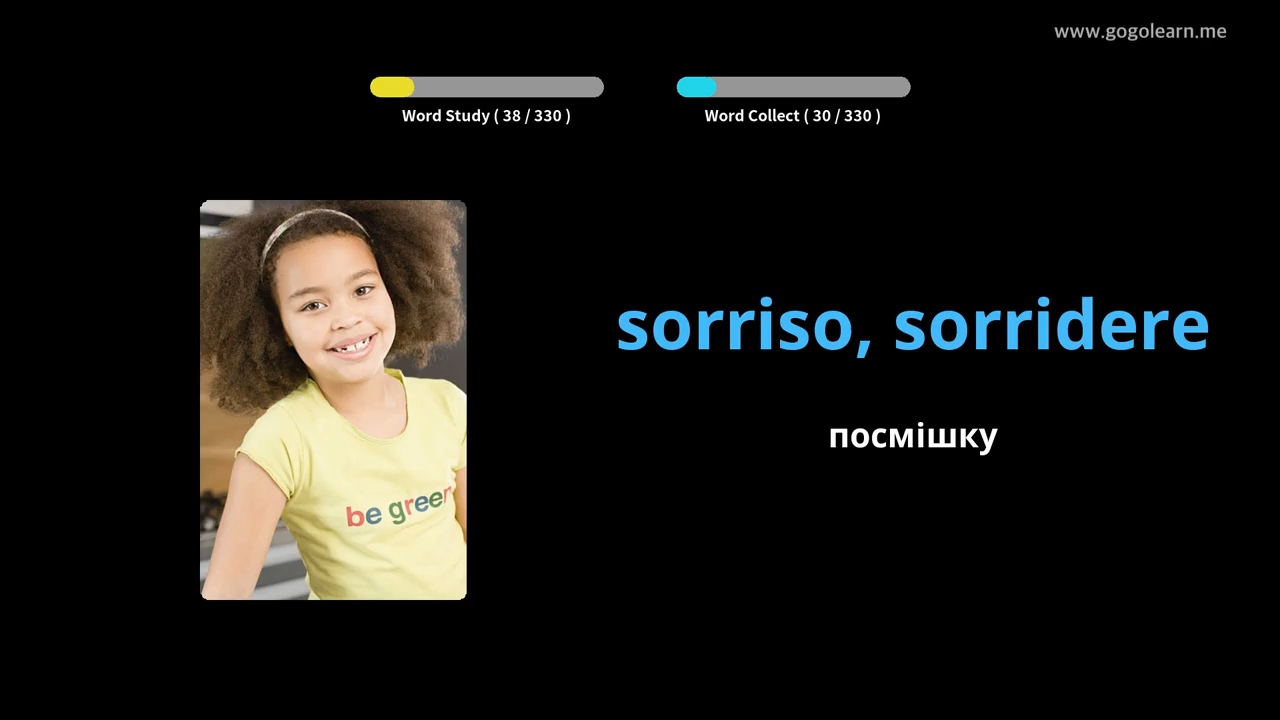 www.gogolearn.me
Word Study ( 38 / 330 )
Word Collect ( 30 / 330 )
sorriso, sorridere
посмішку
be green